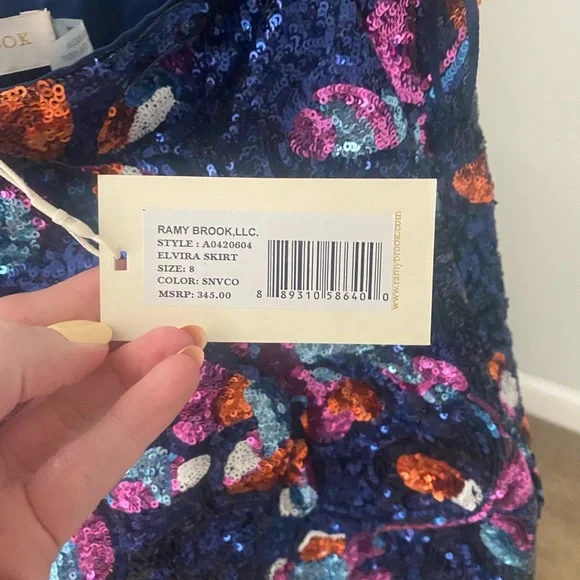 OOK
RAMY BROOK,LLC.
STYLE : A0420604
ELVIRA SKIRT
SIZE: 8
COLOR: SNVCO
MSRP: 345.00
8 89310 58640 0
www.ramybrook.com